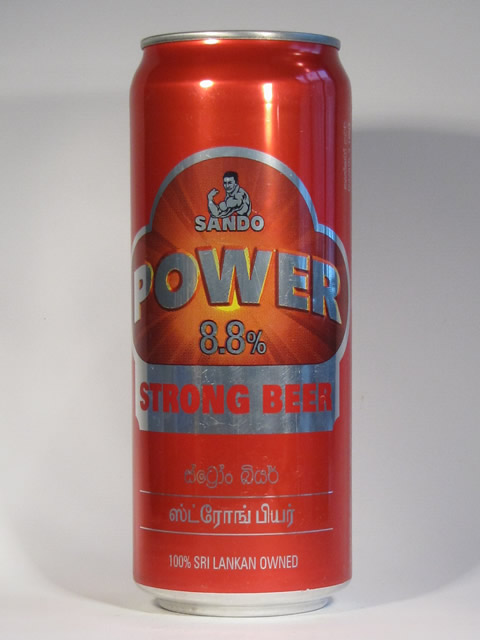 SANDO
POWER
8.8%
STRONG BEER
ස්ට්‍රෝං බියර්
ஸ்ட்ரோங் பியர்
100% SRI LANKAN OWNED